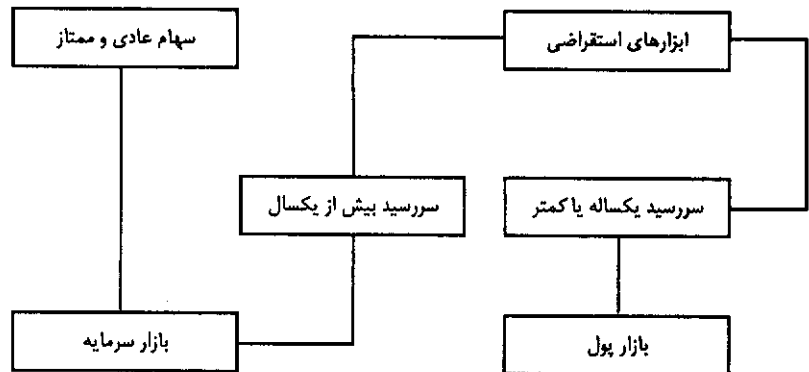 ابزارهای استقراضی
سهام عادی و ممتاز
سررسید یکساله یا کمتر
سررسید بیش از یکسال
بازار پول
بازار سرمایه